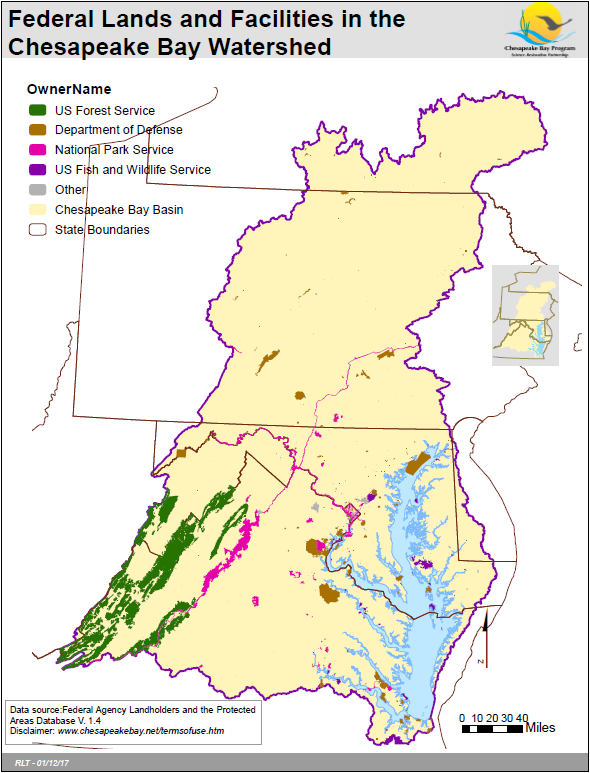 Federal Lands and Facilities in the
Chesapeake Bay Watershed
Chesapeake Bay Program
Science. Restoration. Partnership.
OwnerName
US Forest Service
Department of Defense
National Park Service
US Fish and Wildlife Service
Other
Chesapeake Bay Basin
State Boundaries
N
Data source:Federal Agency Landholders and the Protected
Areas Database V. 1.4
Disclaimer: www.chesapeakebay.net/termsofuse.htm
0 10 20 30 40 Miles
RLT - 01/12/17